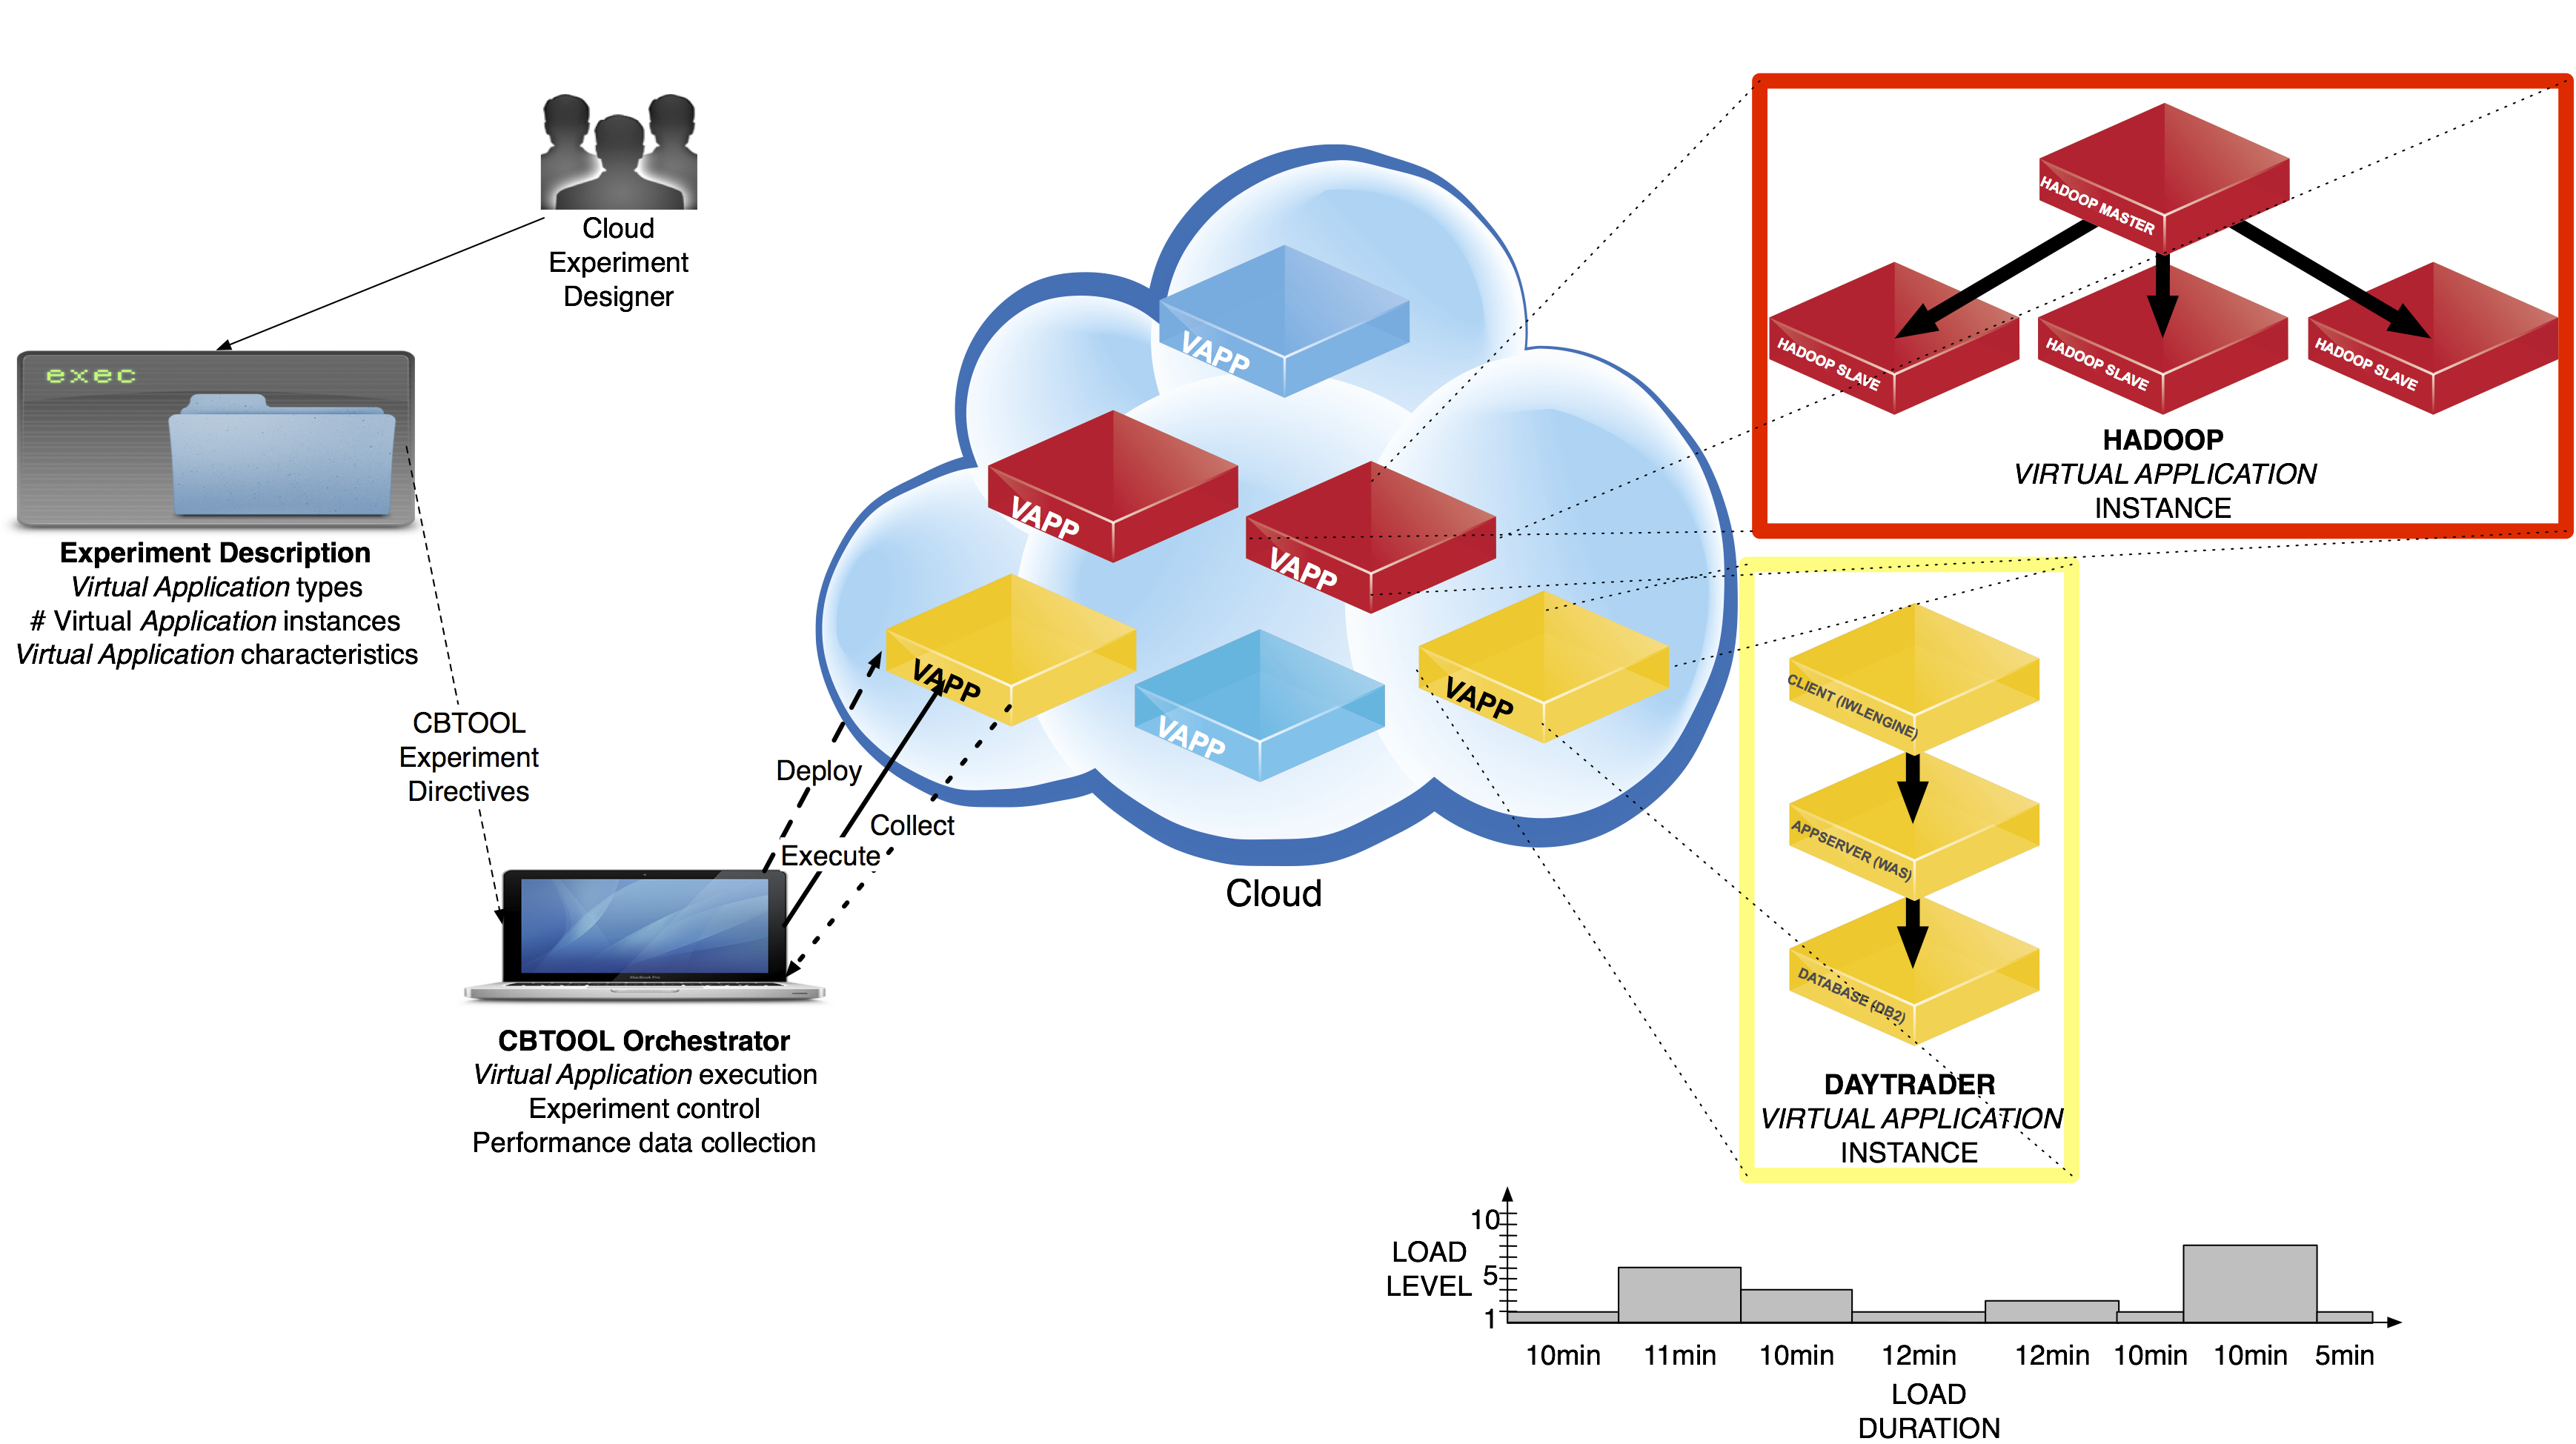 Cloud
Experiment
Designer
exec
Experiment Description
Virtual Application types
# Virtual Application instances
Virtual Application characteristics
CBTOOL
Experiment
Directives
Deploy
Execute
Collect
CBTOOL Orchestrator
Virtual Application execution
Experiment control
Performance data collection
VAPP
VAPP
VAPP
VAPP
VAPP
VAPP
Cloud
HADOOP MASTER
HADOOP SLAVE
HADOOP SLAVE
HADOOP SLAVE
HADOOP
VIRTUAL APPLICATION
INSTANCE
CLIENT (IWLENGINE)
APPSERVER (WAS)
DATABASE (DB2)
DAYTRADER
VIRTUAL APPLICATION
INSTANCE
LOAD
LEVEL
10
5
1
10min
11min
10min
12min
12min
10min
10min
5min
LOAD
DURATION